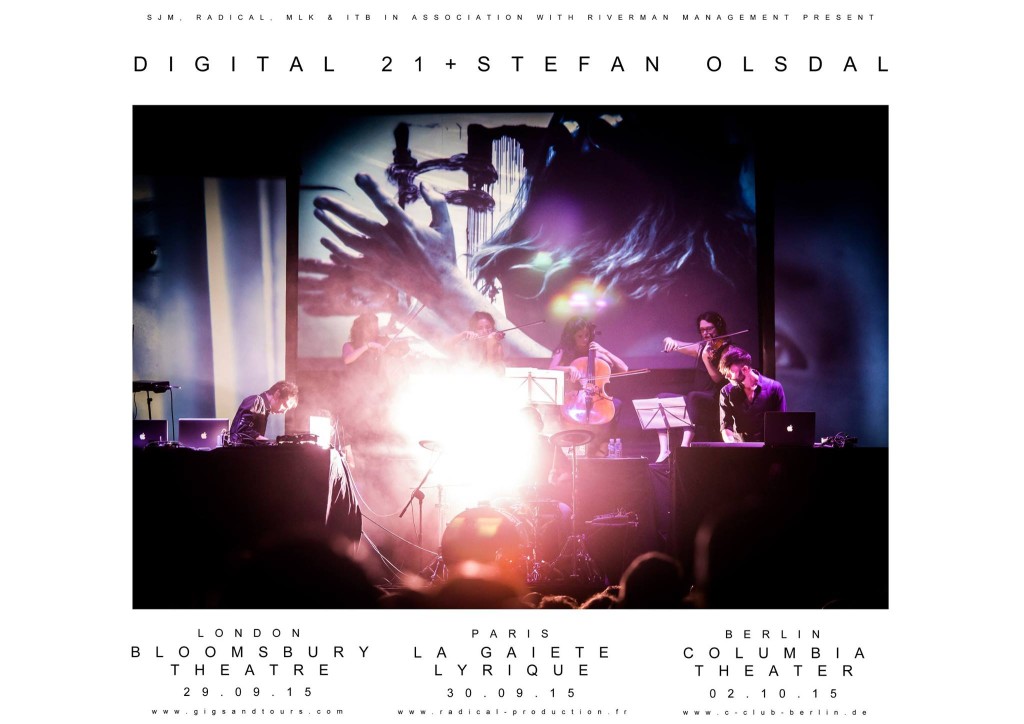 SJM, RADICAL, MLK & ITB IN ASSOCIATION WITH RIVERMAN MANAGEMENT PRESENT
DIGITAL 21+STEFAN OLSDAL
LONDON
BLOOMSBURY
THEATRE
29.09.15
www.gigsandtours.com
PARIS
LA GAIETE
LYRIQUE
30.09.15
www.radical-production.fr
BERLIN
COLUMBIA
THEATER
02.10.15
www.c-club-berlin.de